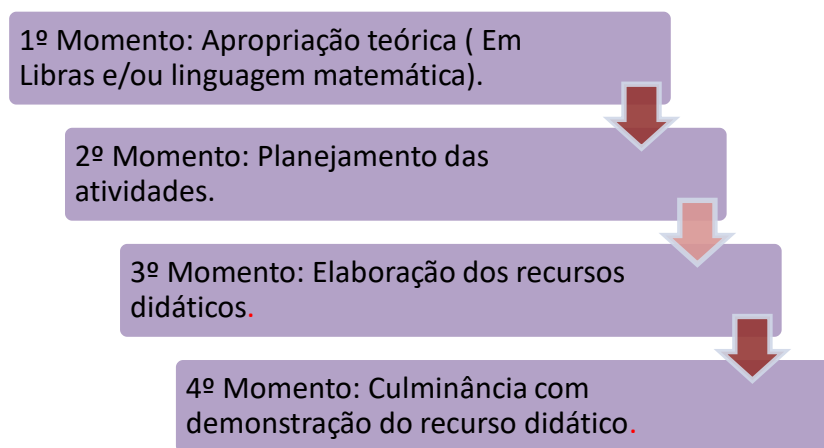 1º Momento: Apropriação teórica ( Em
Libras e/ou linguagem matemática).
2º Momento: Planejamento das
atividades.
3º Momento: Elaboração dos recursos
didáticos.
4º Momento: Culminância com
demonstração do recurso didático.